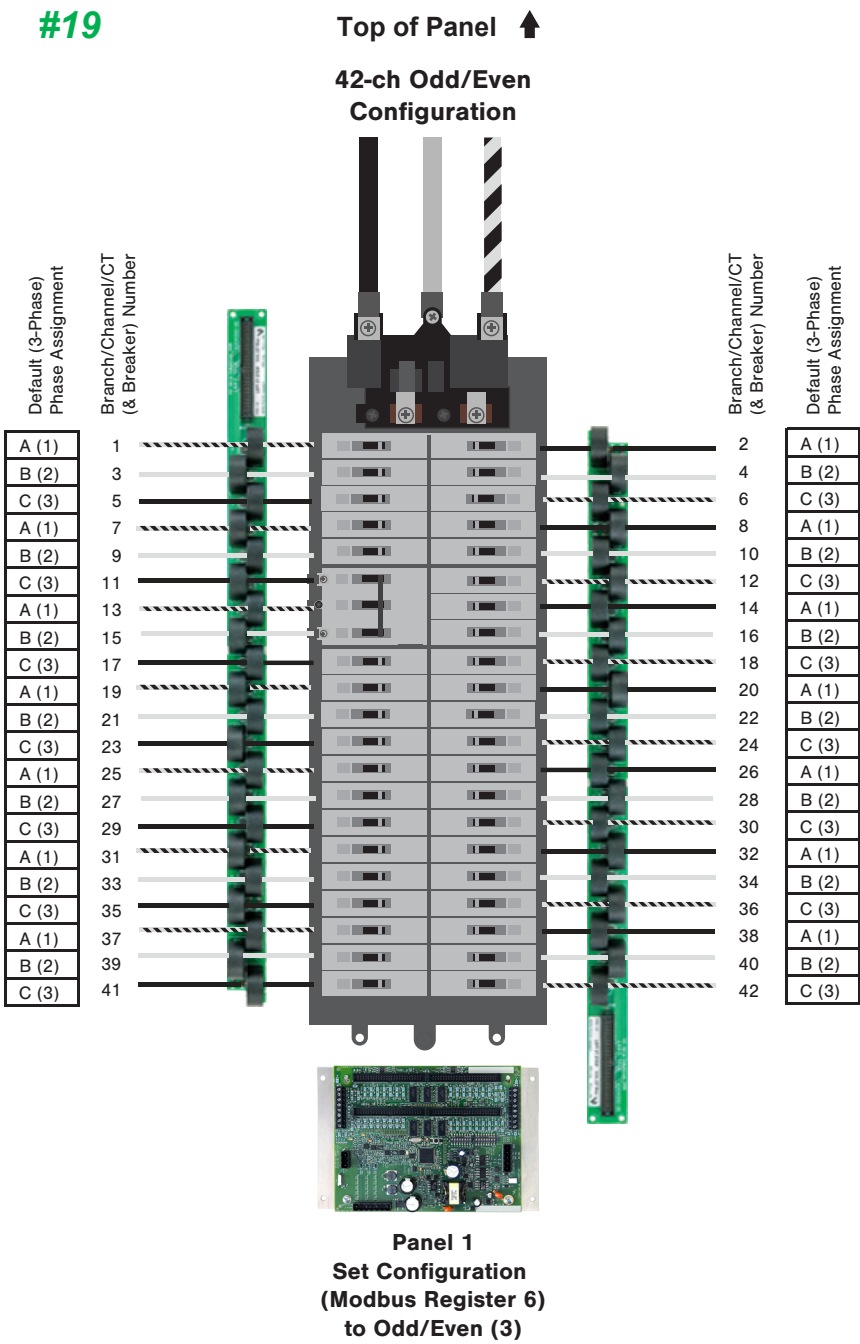 #19
Top of Panel
42-ch Odd/Even
Configuration
Default (3-Phase)
Phase Assignment
Branch/Channel/CT
(& Breaker) Number
Branch/Channel/CT
(& Breaker) Number
Default (3-Phase)
Phase Assignment
A (1) 1 2 A (1)
B (2) 3 4 B (2)
C (3) 5 6 C (3)
A (1) 7 8 A (1)
B (2) 9 10 B (2)
C (3) 11 12 C (3)
A (1) 13 14 A (1)
B (2) 15 16 B (2)
C (3) 17 18 C (3)
A (1) 19 20 A (1)
B (2) 21 22 B (2)
C (3) 23 24 C (3)
A (1) 25 26 A (1)
B (2) 27 28 B (2)
C (3) 29 30 C (3)
A (1) 31 32 A (1)
B (2) 33 34 B (2)
C (3) 35 36 C (3)
A (1) 37 38 A (1)
B (2) 39 40 B (2)
C (3) 41 42 C (3)
Panel 1
Set Configuration
(Modbus Register 6)
to Odd/Even (3)